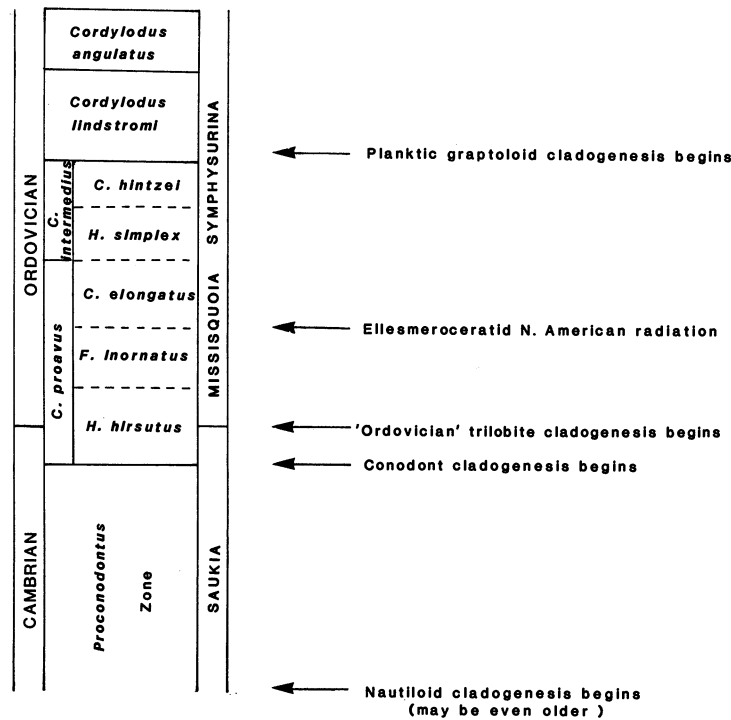 Cordylodus
angulatus
Cordylodus
lindstromi
C.
intermedius
C. hintzei
H. simplex
C. proavus
C. elongatus
F. inornatus
H. hirsutus
Proconodontus
Zone
ORDOVICIAN
CAMBRIAN
SYMPHYSURINA
MISSISQUOIA
SAUKIA
Planktic graptoloid cladogenesis begins
Ellesmeroceratid N. American radiation
'Ordovician' trilobite cladogenesis begins
Conodont cladogenesis begins
Nautiloid cladogenesis begins
(may be even older )